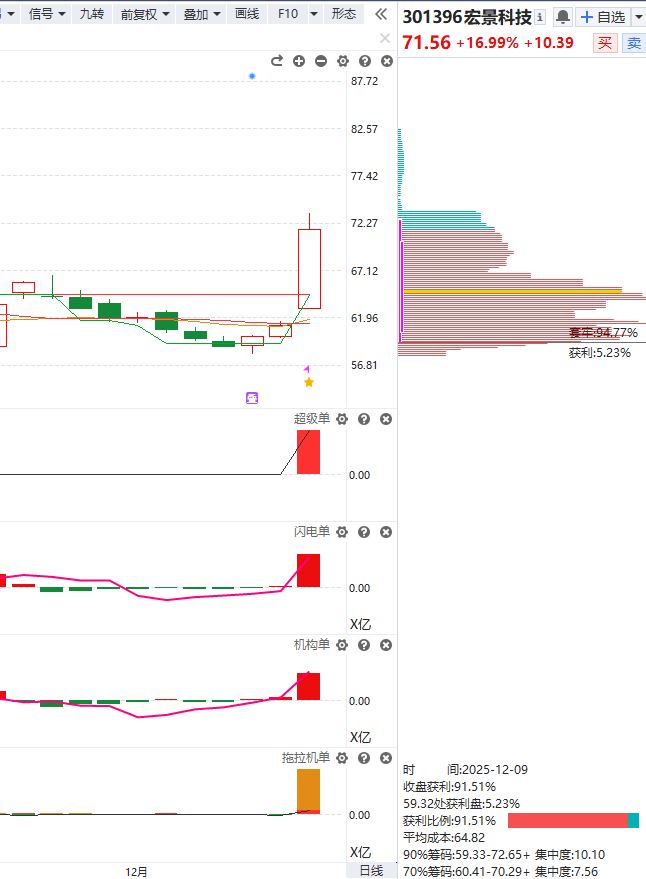 信号 九转 前复权 叠加 画线 F10 形态
301396宏景科技 自选
71.56 +16.99% +10.39 买 卖
87.72
82.57
77.42
72.27
67.12
61.96
56.81
套牢:94.77%
获利:5.23%
超级单
0.00
闪电单
0.00
X亿
机构单
0.00
X亿
拖拉机单
0.00
X亿
12月 日线
时 间:2025-12-09
收盘获利:91.51%
59.32处获利盘:5.23%
获利比例:91.51%
平均成本:64.82
90%筹码:59.33-72.65+ 集中度:10.10
70%筹码:60.41-70.29+ 集中度:7.56